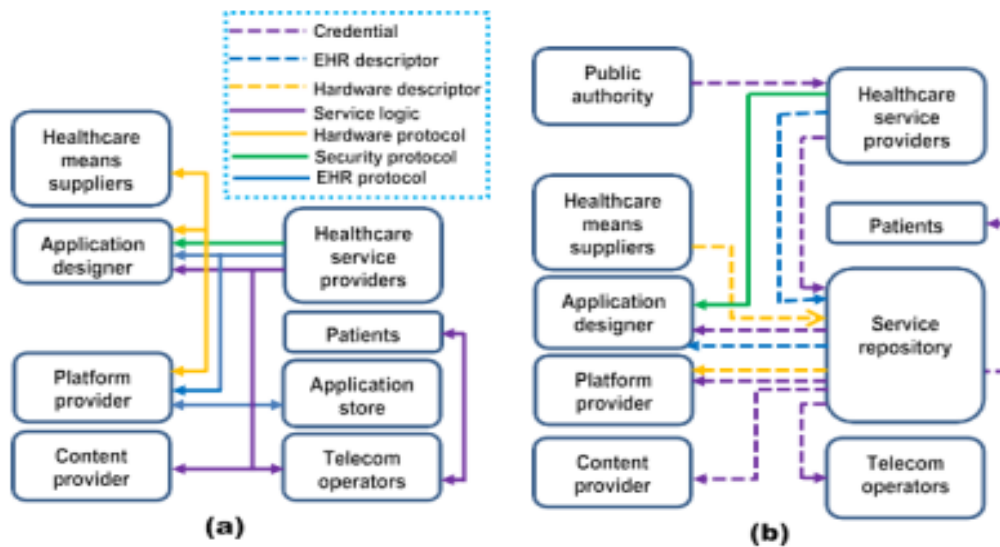 Credential
EHR descriptor
Hardware descriptor
Service logic
Hardware protocol
Security protocol
EHR protocol
Healthcare
means
suppliers
Application
designer
Healthcare
service
providers
Patients
Platform
provider
Application
store
Content
provider
Telecom
operators
(a)
Public
authority
Healthcare
service
providers
Healthcare
means
suppliers
Patients
Application
designer
Service
repository
Platform
provider
Content
provider
Telecom
operators
(b)